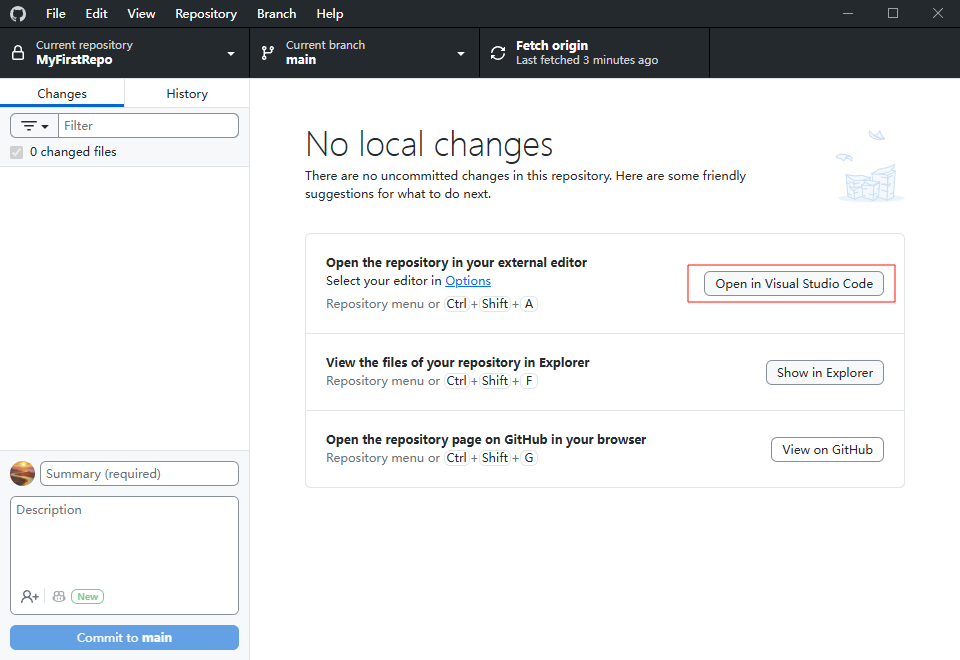 File Edit View Repository Branch Help
Current repository
MyFirstRepo
Current branch
main
Fetch origin
Last fetched 3 minutes ago
Changes
History
Filter
0 changed files
No local changes
There are no uncommitted changes in this repository. Here are some friendly
suggestions for what to do next.
Open the repository in your external editor
Select your editor in Options
Repository menu or Ctrl + Shift + A
Open in Visual Studio Code
View the files of your repository in Explorer
Repository menu or Ctrl + Shift + F
Show in Explorer
Open the repository page on GitHub in your browser
Repository menu or Ctrl + Shift + G
View on GitHub
Summary (required)
Description
New
Commit to main